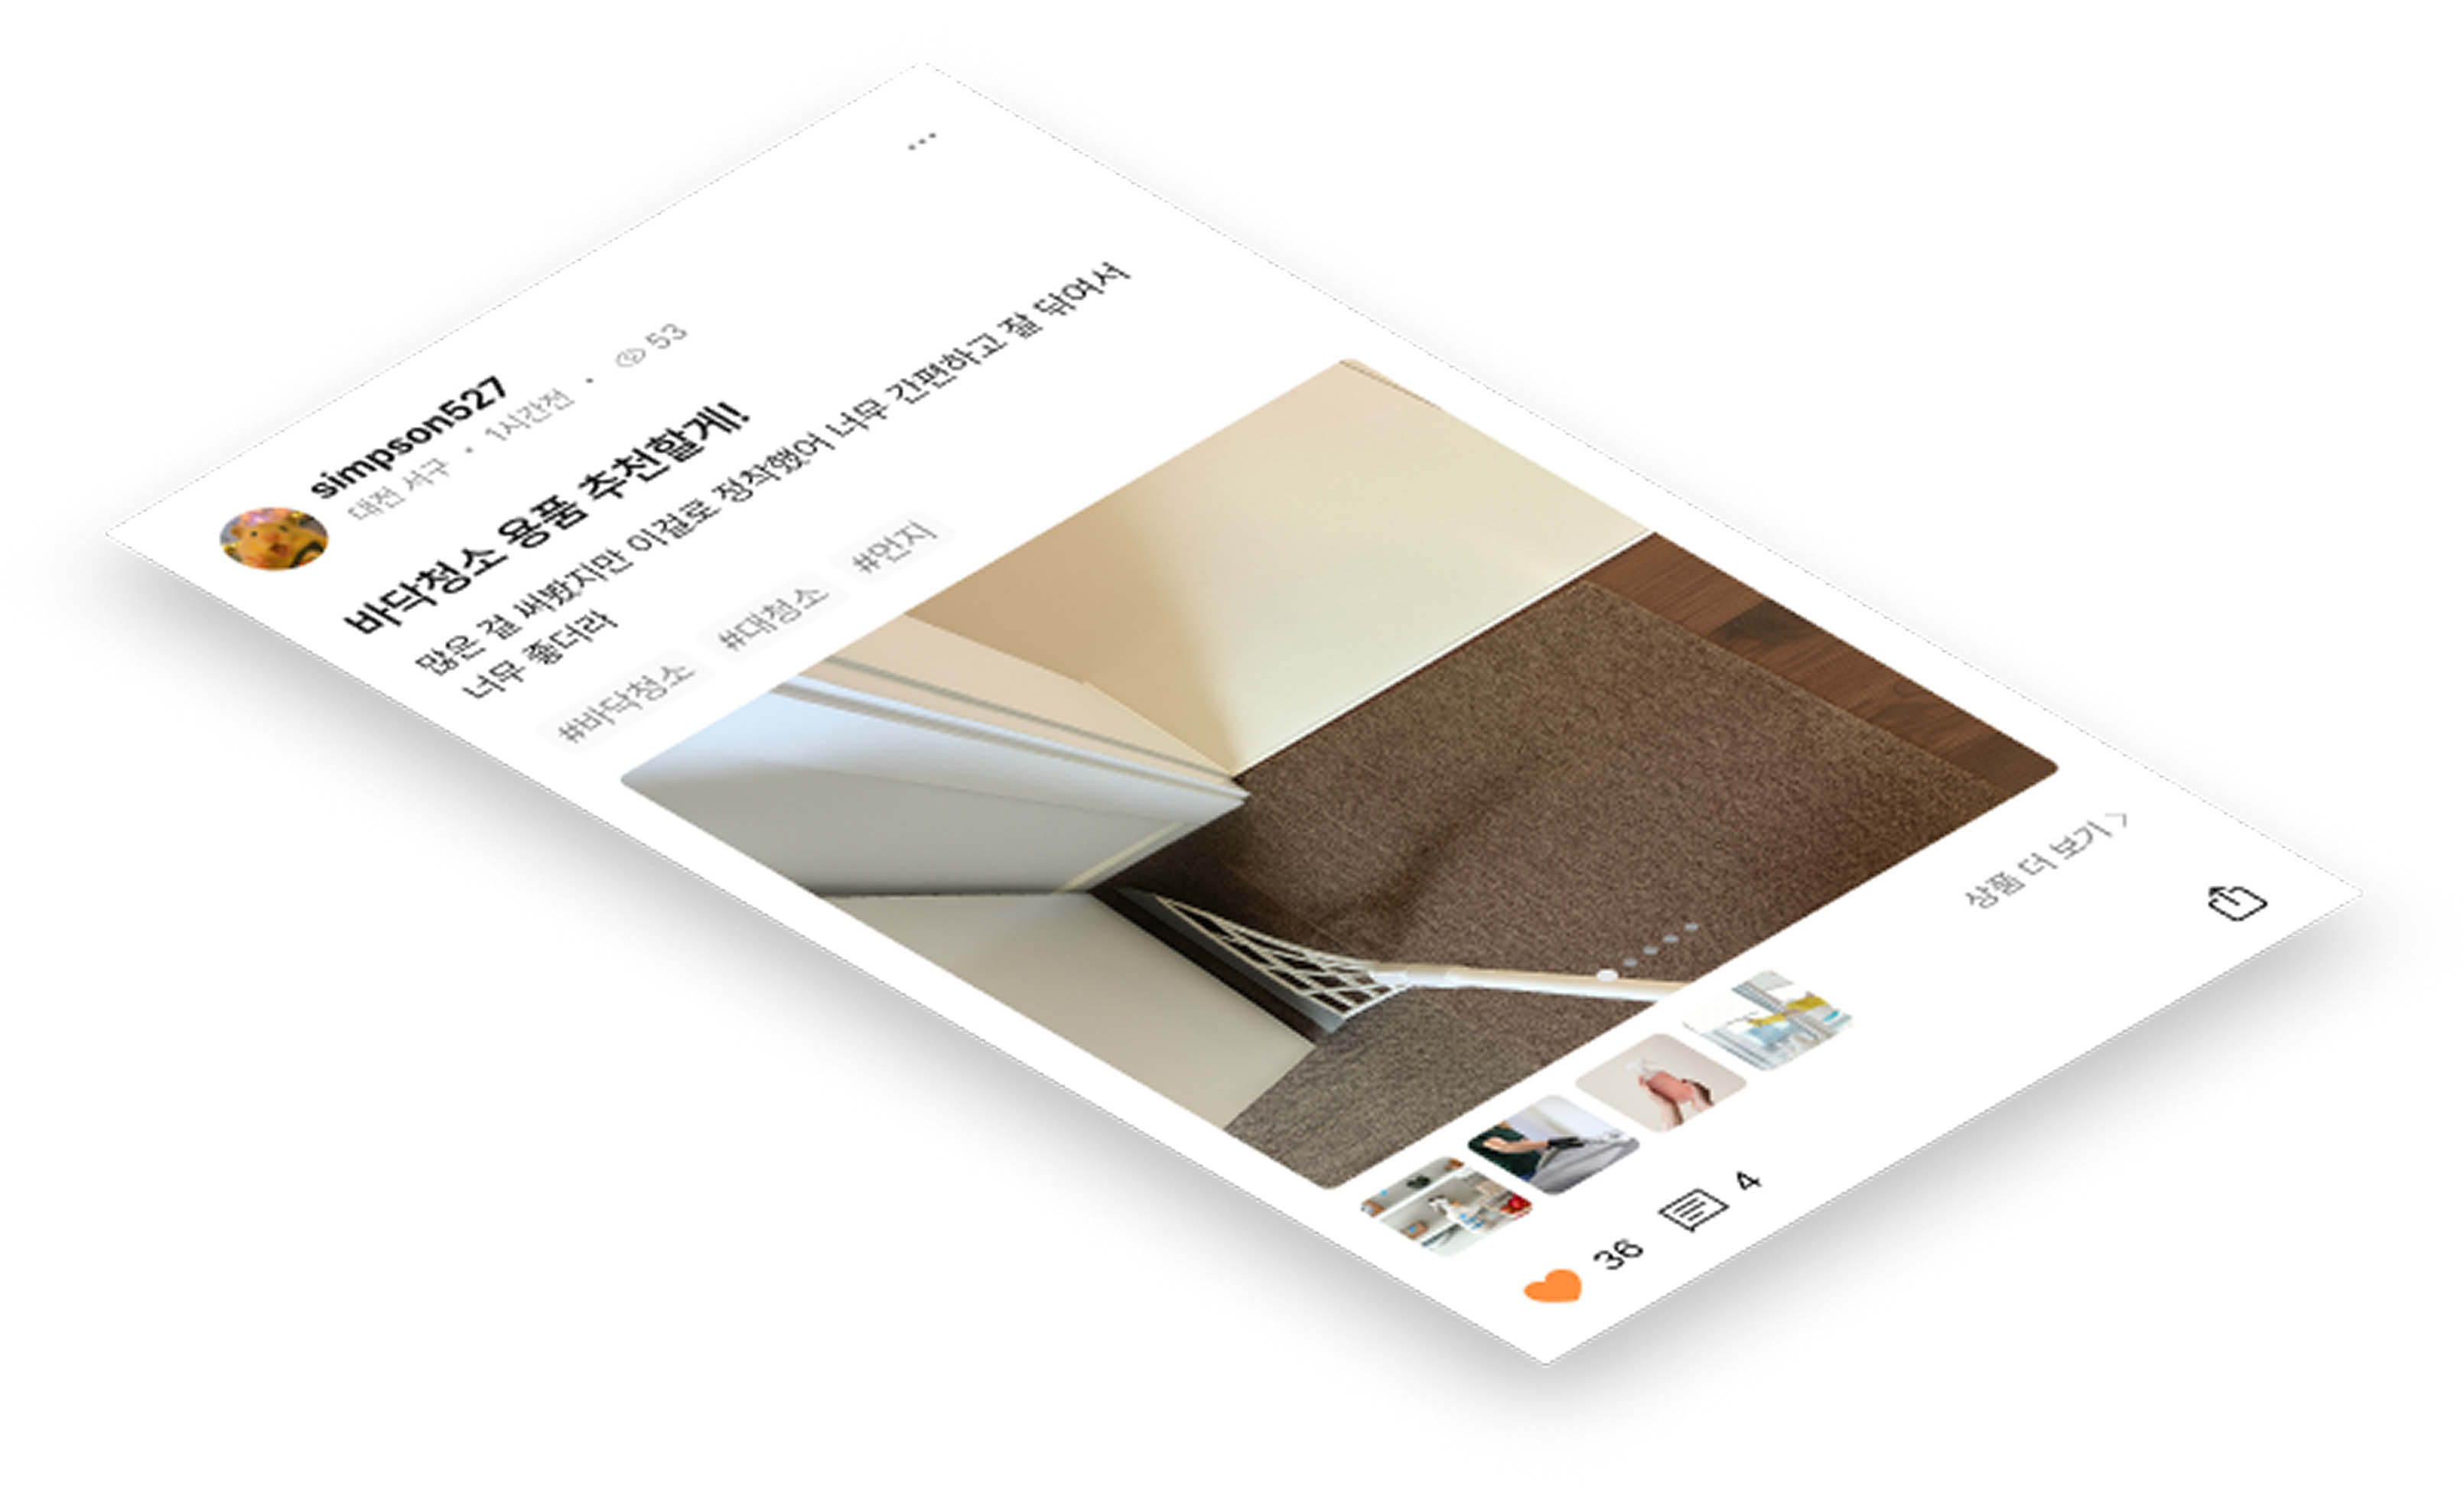 simpson527
대전 서구 · 1시간전 · 53
바닥청소 용품 추천할게!
많은 걸 써봤지만 이걸로 정착했어 너무 간편하고 잘 닦여서
너무 좋더라
#바닥청소 #대청소 #먼지
상품 더 보기 >
36 4